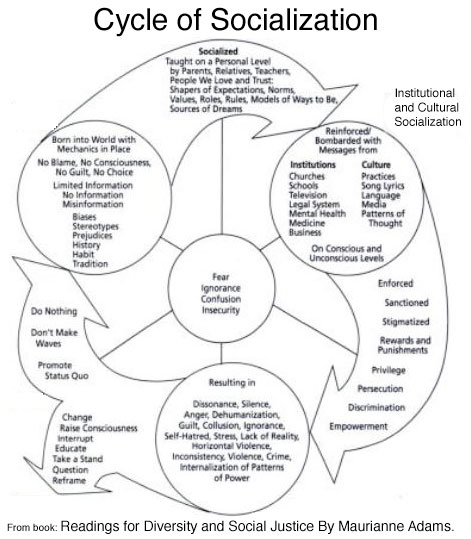 Cycle of Socialization
Socialized
Taught on a Personal Level
by Parents, Relatives, Teachers,
People We Love and Trust:
Shapers of Expectations, Norms,
Values, Roles, Rules, Models of Ways to Be,
Sources of Dreams
Institutional
and Cultural
Socialization
Born into World with
Mechanics in Place
No Blame, No Consciousness,
No Guilt, No Choice
Limited Information
No Information
Misinformation
Biases
Stereotypes
Prejudices
History
Habit
Tradition
Reinforced/
Bombarded with
Messages from
Institutions
Churches
Schools
Television
Legal System
Mental Health
Medicine
Business
Culture
Practices
Song Lyrics
Language
Media
Patterns of
Thought
On Conscious and
Unconscious Levels
Fear
Ignorance
Confusion
Insecurity
Enforced
Sanctioned
Stigmatized
Rewards and
Punishments
Privilege
Persecution
Discrimination
Empowerment
Resulting in
Dissonance, Silence,
Anger, Dehumanization,
Guilt, Collusion, Ignorance,
Self-Hatred, Stress, Lack of Reality,
Horizontal Violence,
Inconsistency, Violence, Crime,
Internalization of Patterns
of Power
Do Nothing
Don't Make
Waves
Promote
Status Quo
Change
Raise Consciousness
Interrupt
Educate
Take a Stand
Question
Reframe
From book: Readings for Diversity and Social Justice By Maurianne Adams.